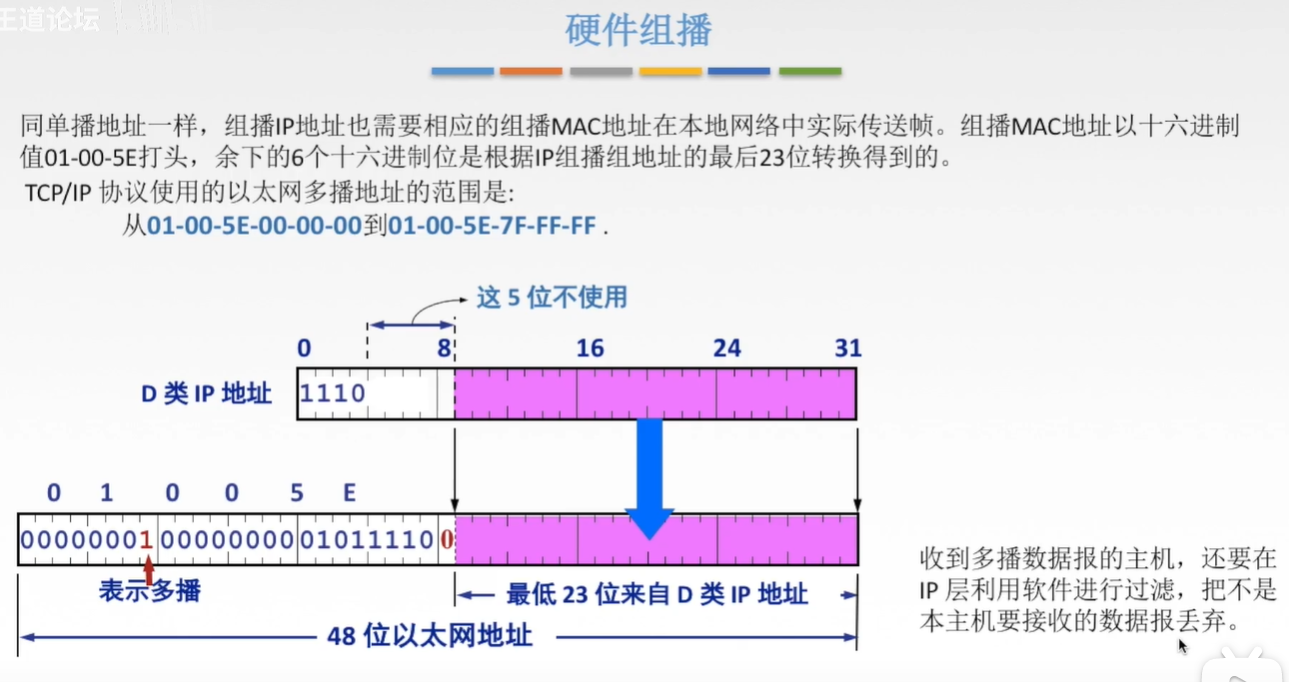 王道论坛
硬件组播
同单播地址一样，组播IP地址也需要相应的组播MAC地址在本地网络中实际传送帧。组播MAC地址以十六进制
值01-00-5E打头，余下的6个十六进制位是根据IP组播组地址的最后23位转换得到的。
TCP/IP 协议使用的以太网多播地址的范围是:
从01-00-5E-00-00-00到01-00-5E-7F-FF-FF .
这 5 位不使用
0 8 16 24 31
D 类 IP 地址 1110
0 1 0 0 5 E
00000001 00000000 01011110 0
表示多播
最低 23 位来自 D 类 IP 地址
48 位以太网地址
收到多播数据报的主机，还要在
IP 层利用软件进行过滤，把不是
本主机要接收的数据报丢弃。